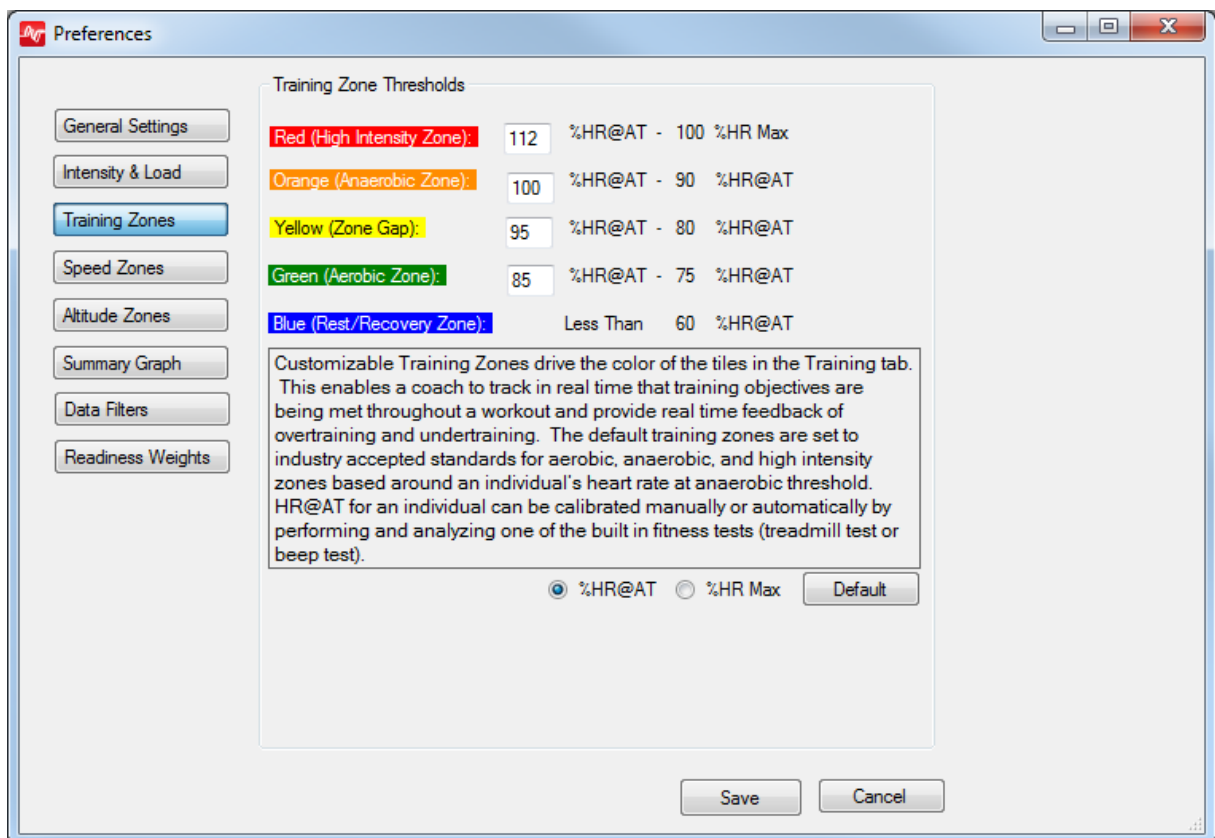 Preferences
Training Zone Thresholds
General Settings
Intensity & Load
Training Zones
Speed Zones
Altitude Zones
Summary Graph
Data Filters
Readiness Weights
Red (High Intensity Zone): 112 %HR@AT - 100 %HR Max
Orange (Anaerobic Zone): 100 %HR@AT - 90 %HR@AT
Yellow (Zone Gap): 95 %HR@AT - 80 %HR@AT
Green (Aerobic Zone): 85 %HR@AT - 75 %HR@AT
Blue (Rest/Recovery Zone): Less Than 60 %HR@AT
Customizable Training Zones drive the color of the tiles in the Training tab.
This enables a coach to track in real time that training objectives are
being met throughout a workout and provide real time feedback of
overtraining and undertraining. The default training zones are set to
industry accepted standards for aerobic, anaerobic, and high intensity
zones based around an individual's heart rate at anaerobic threshold.
HR@AT for an individual can be calibrated manually or automatically by
performing and analyzing one of the built in fitness tests (treadmill test or
beep test).
%HR@AT %HR Max Default
Save Cancel